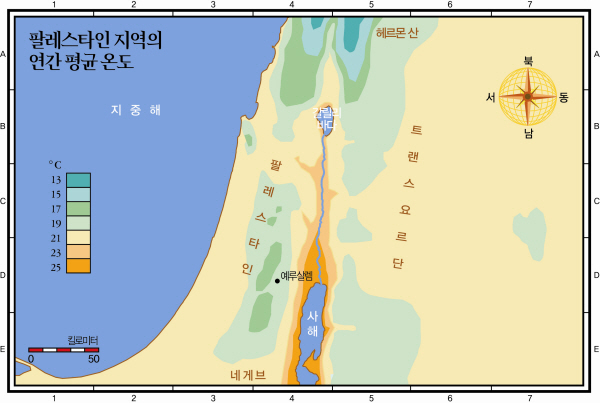 1 2 3 4 5 6 7
팔레스타인 지역의
연간 평균 온도
헤르몬 산
A
A
북
서 동
남
지 중 해
갈릴리
바다
B
B
트랜스요르단
팔레스타인
°C
13
15
17
19
21
23
25
C
C
예루살렘
D
D
사
해
킬로미터
0 50
E
E
네게브
1 2 3 4 5 6 7